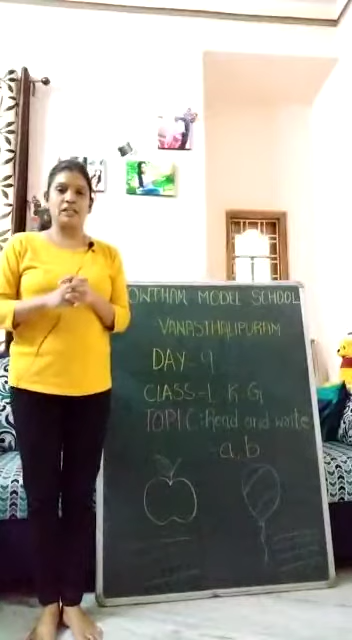 OWTHAM MODEL SCHOOL
VANASTHALIPURAM
DAY - 9
CLASS - L.K.G
TOPIC : Read and write
a, b